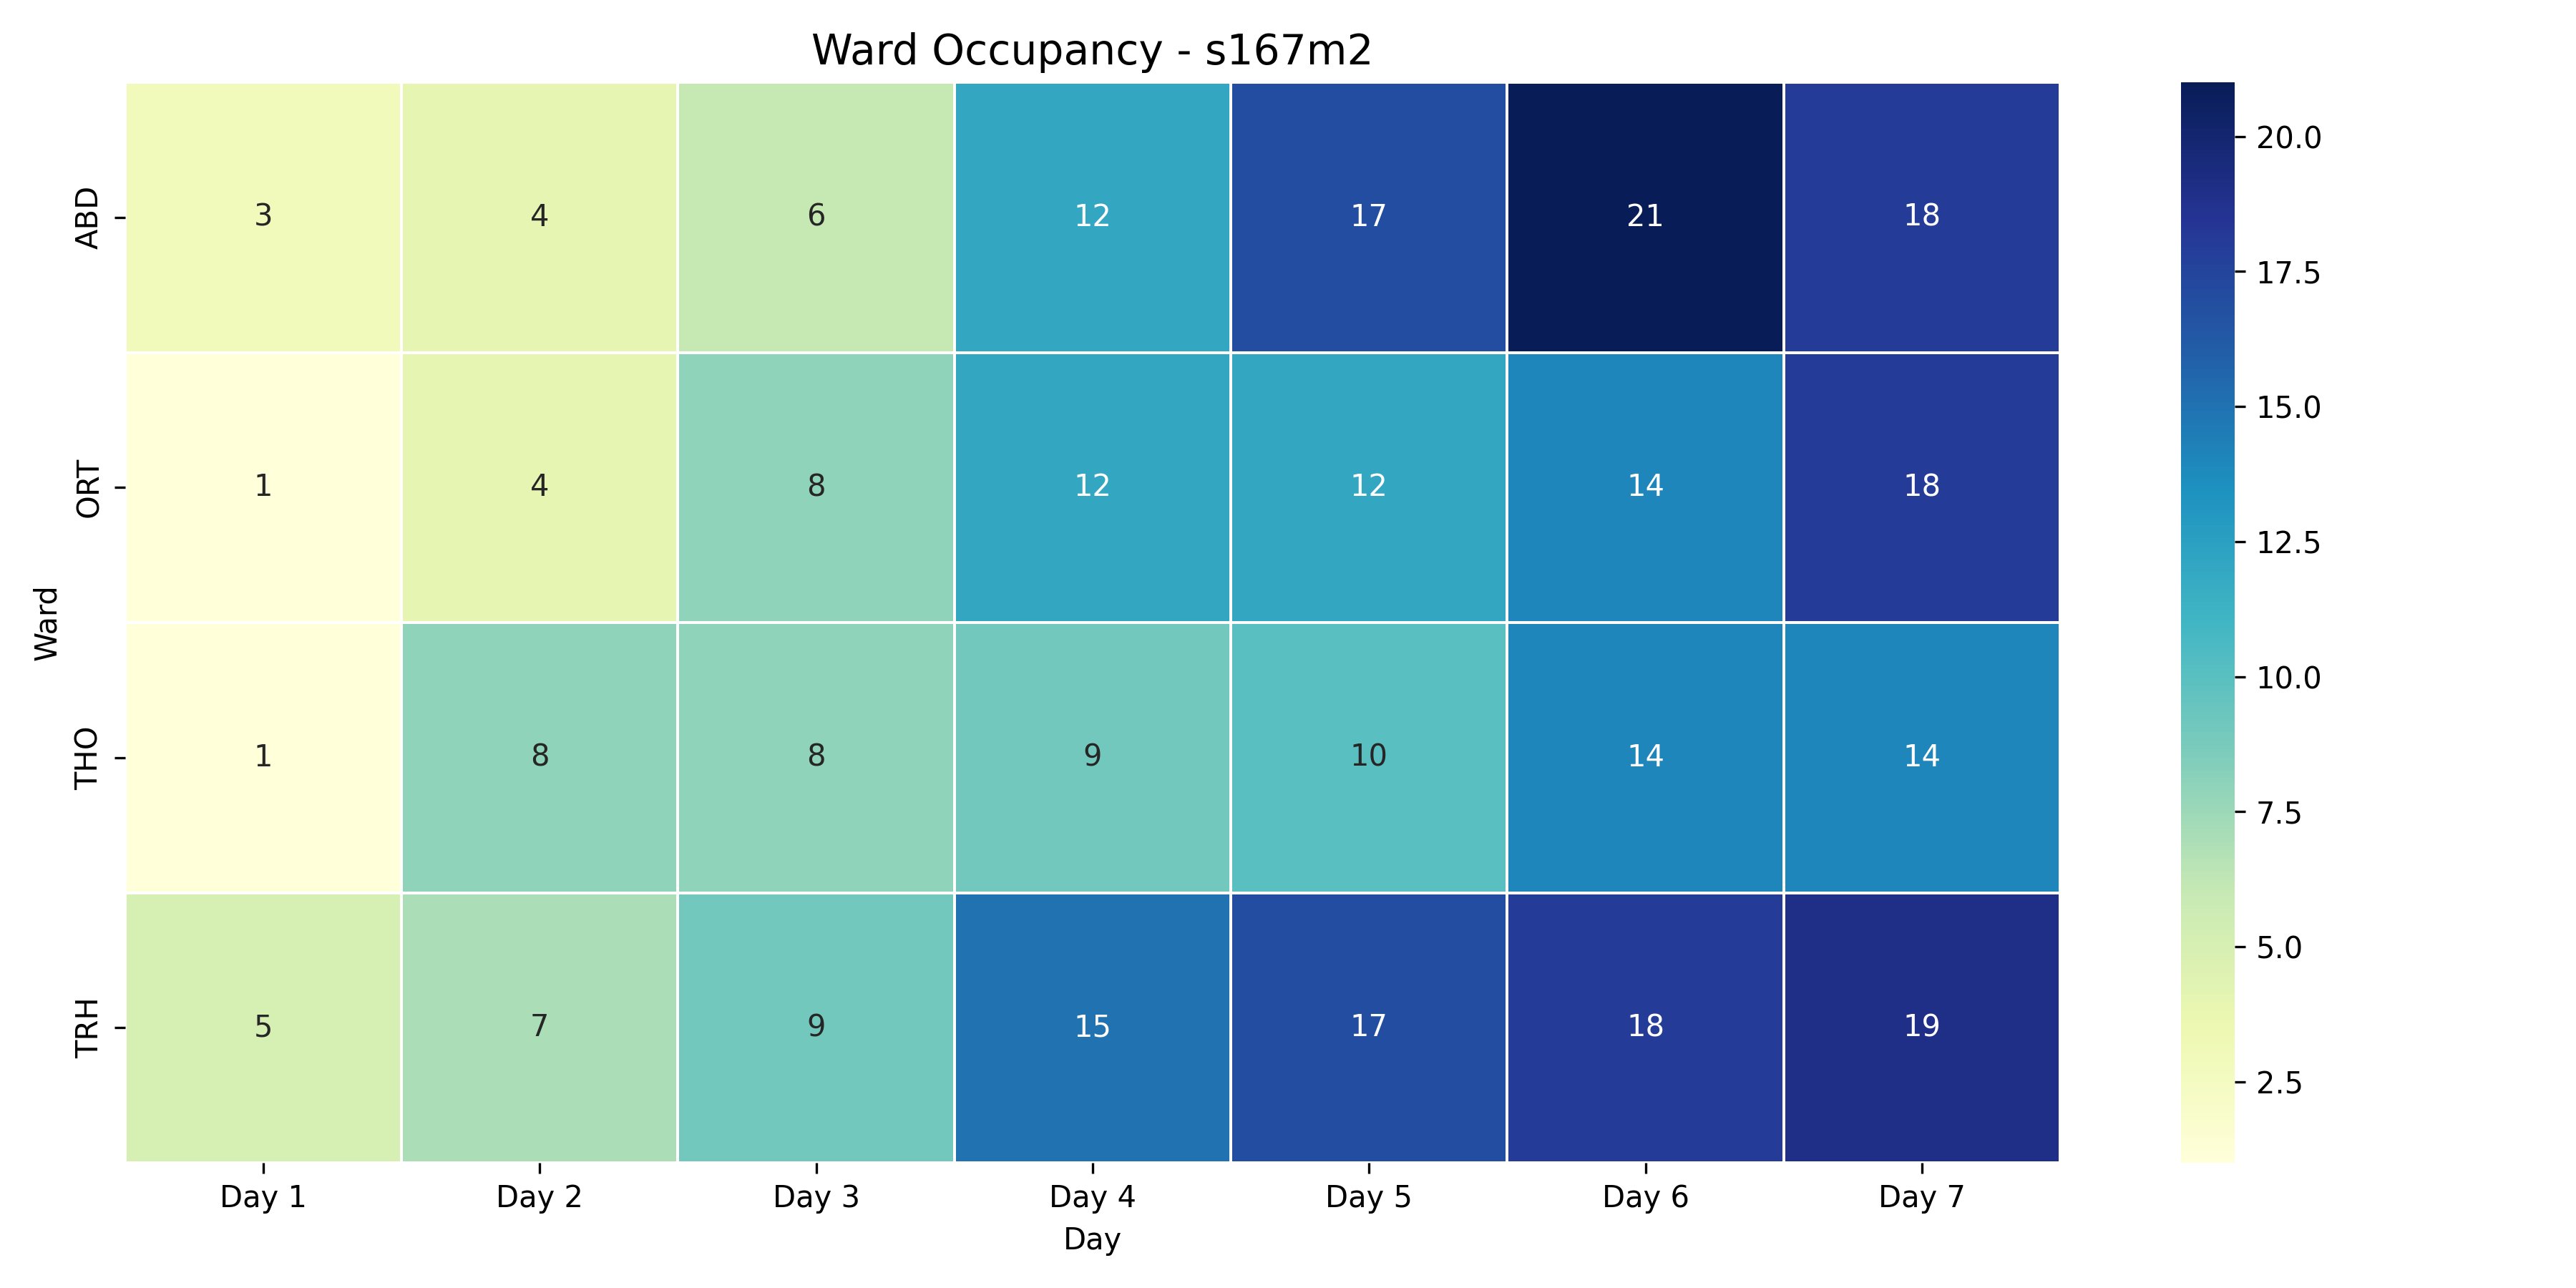 Ward Occupancy - s167m2
ABD 3 4 6 12 17 21 18
ORT 1 4 8 12 12 14 18
THO 1 8 8 9 10 14 14
TRH 5 7 9 15 17 18 19
Ward
Day 1 Day 2 Day 3 Day 4 Day 5 Day 6 Day 7
Day
20.0
17.5
15.0
12.5
10.0
7.5
5.0
2.5